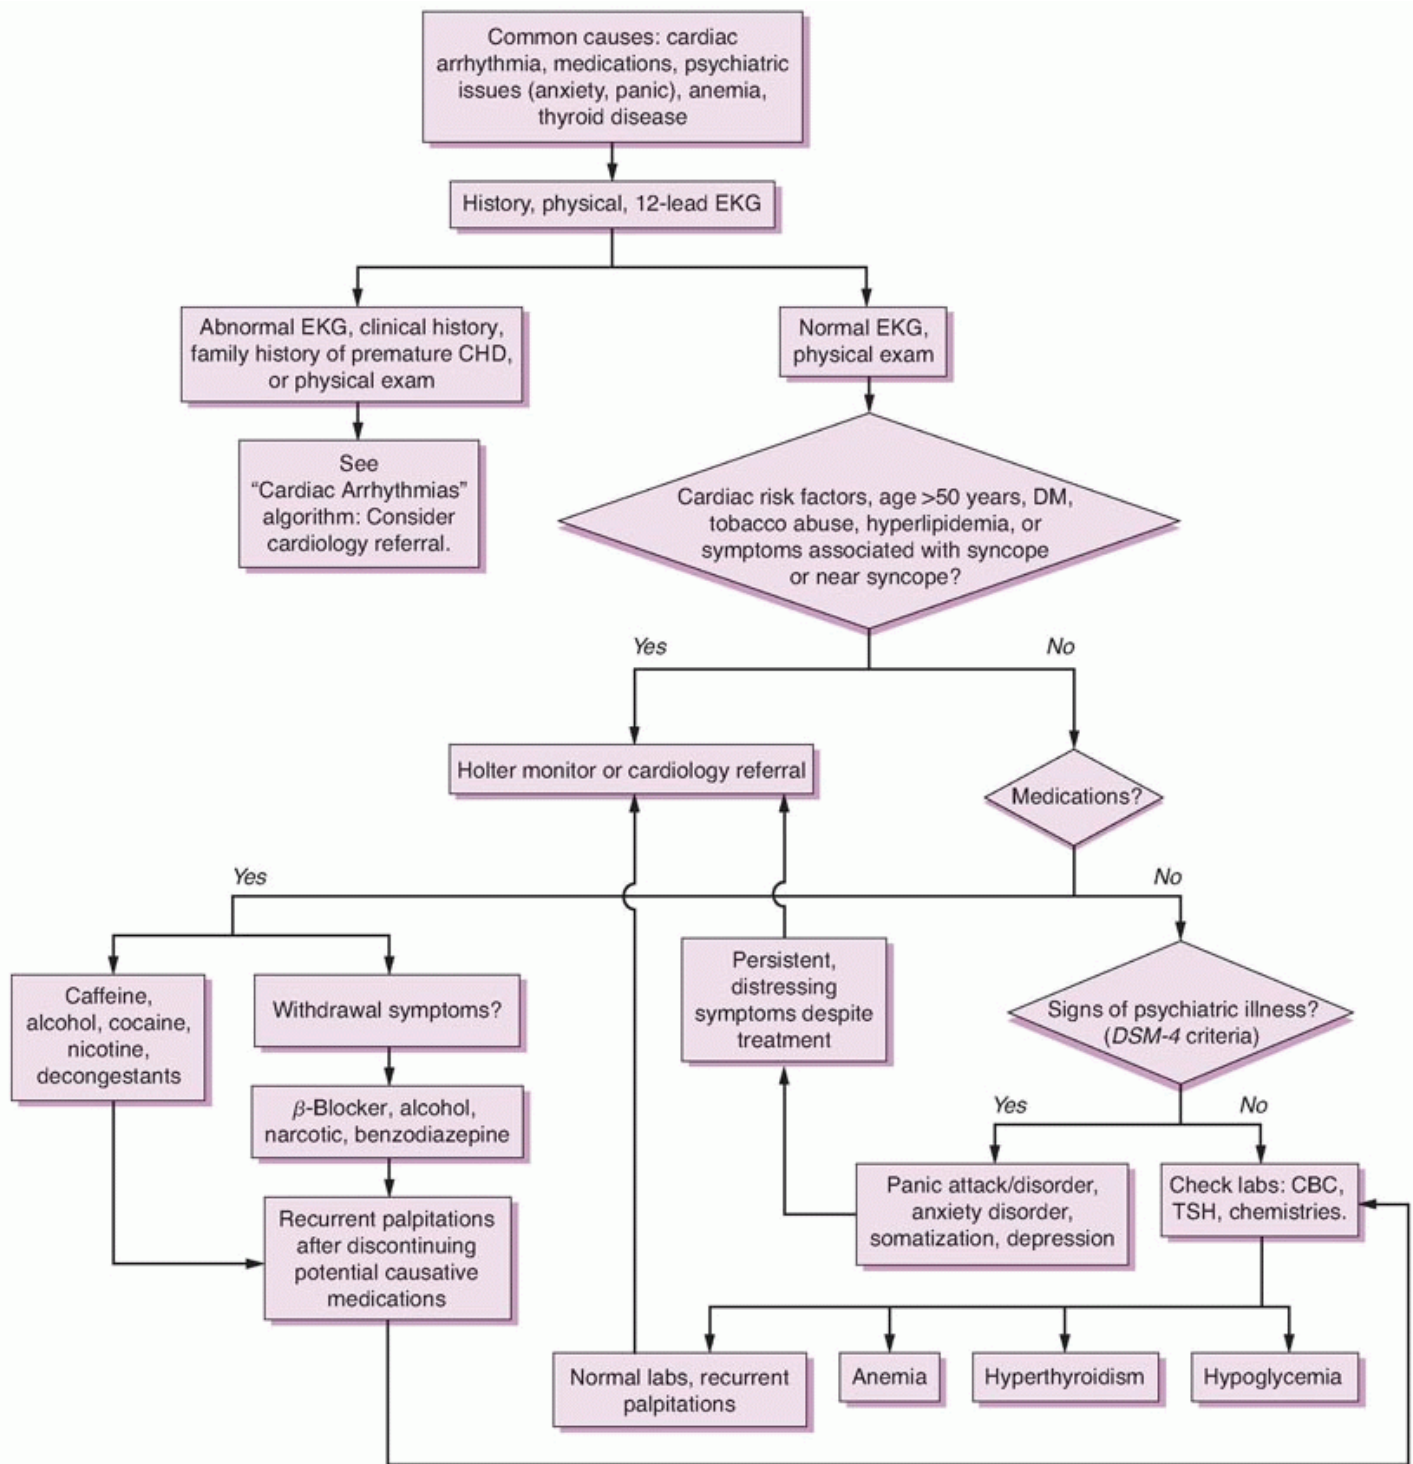 Common causes: cardiac
arrhythmia, medications, psychiatric
issues (anxiety, panic), anemia,
thyroid disease
History, physical, 12-lead EKG
Abnormal EKG, clinical history,
family history of premature CHD,
or physical exam
Normal EKG,
physical exam
See
“Cardiac Arrhythmias”
algorithm: Consider
cardiology referral.
Cardiac risk factors, age >50 years, DM,
tobacco abuse, hyperlipidemia, or
symptoms associated with syncope
or near syncope?
Yes
No
Holter monitor or cardiology referral
Medications?
Yes
No
Caffeine,
alcohol, cocaine,
nicotine,
decongestants
Withdrawal symptoms?
Persistent,
distressing
symptoms despite
treatment
Signs of psychiatric illness?
(DSM-4 criteria)
β-Blocker, alcohol,
narcotic, benzodiazepine
Yes
No
Recurrent palpitations
after discontinuing
potential causative
medications
Panic attack/disorder,
anxiety disorder,
somatization, depression
Check labs: CBC,
TSH, chemistries.
Normal labs, recurrent
palpitations
Anemia
Hyperthyroidism
Hypoglycemia